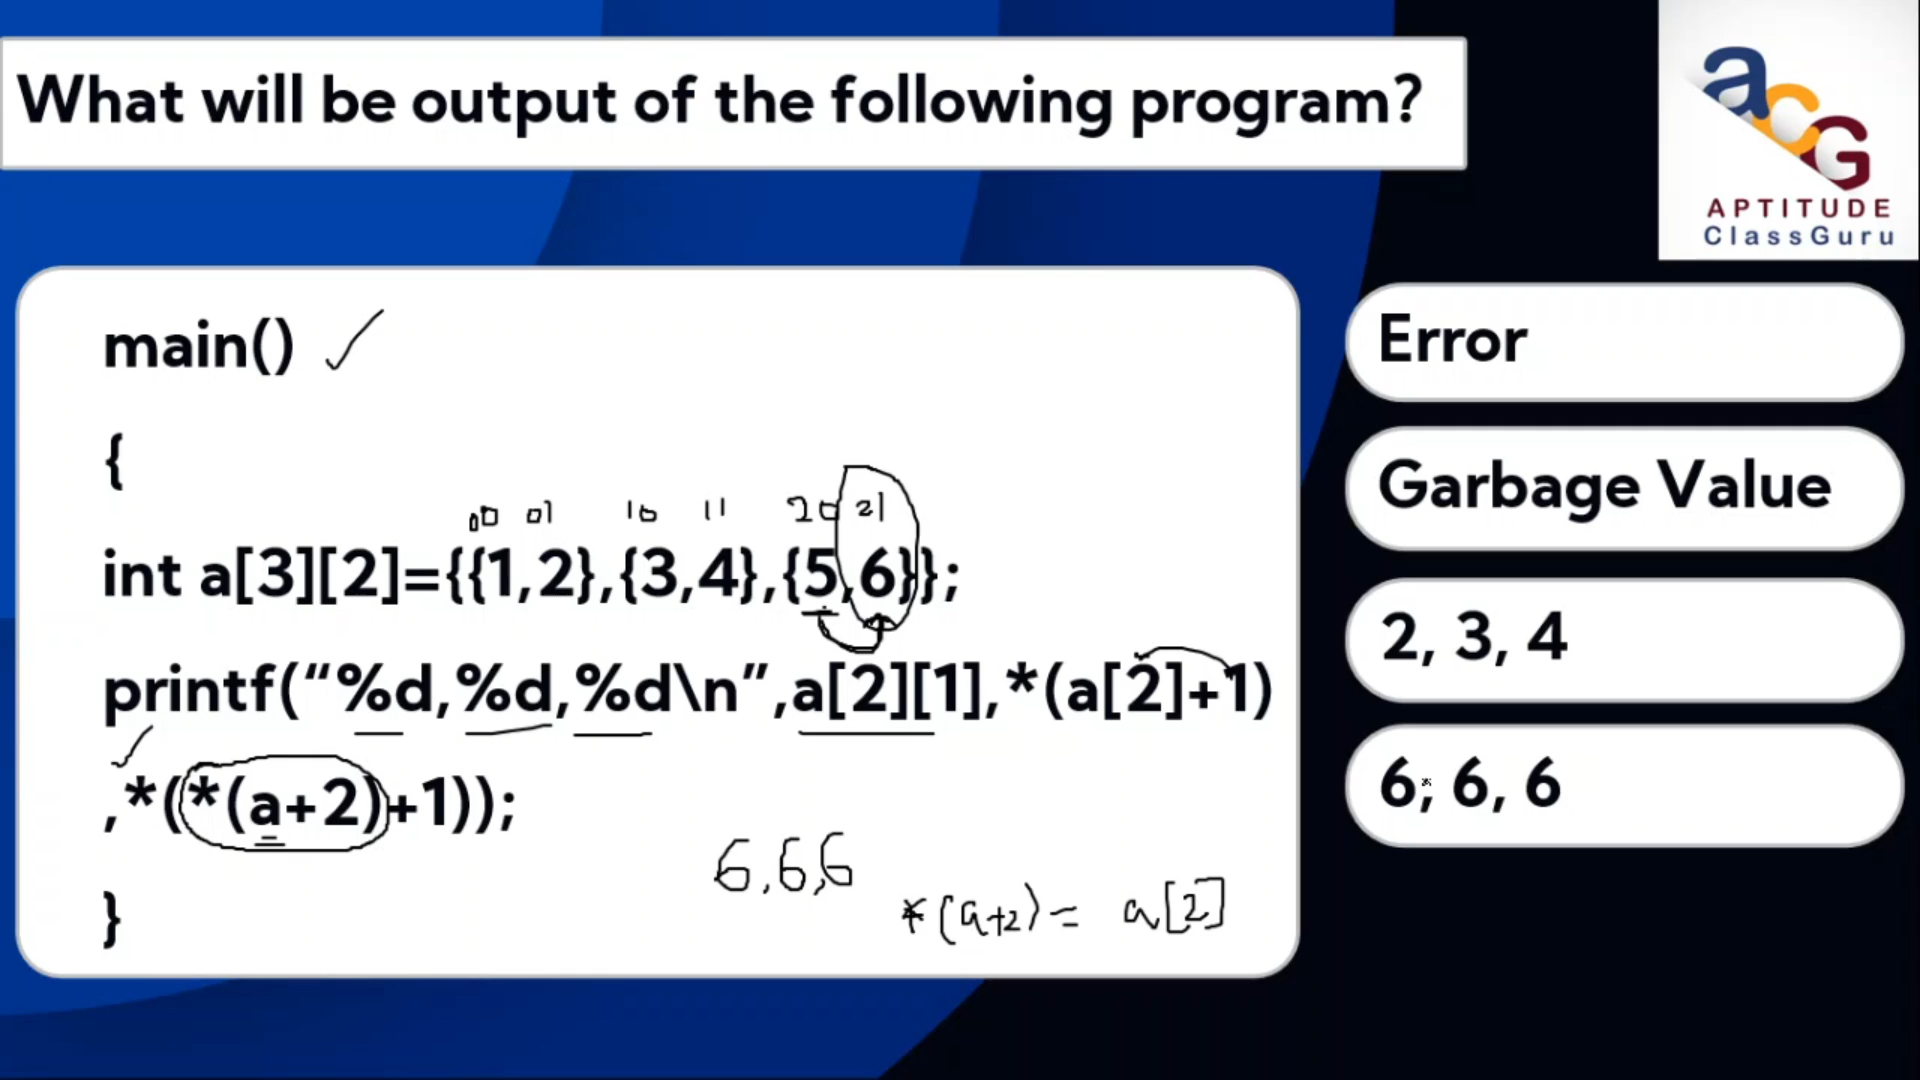 What will be output of the following program?
aCG
APTITUDE
ClassGuru
main() ✓
{
00 01 10 11 20 21
int a[3][2]={{1,2},{3,4},{5,6}};
printf(“%d,%d,%d\n”,a[2][1],*(a[2]+1)
,*(*(a+2)+1));
6,6,6
*(a+2)= a[2]
}
Error
Garbage Value
2, 3, 4
6, 6, 6